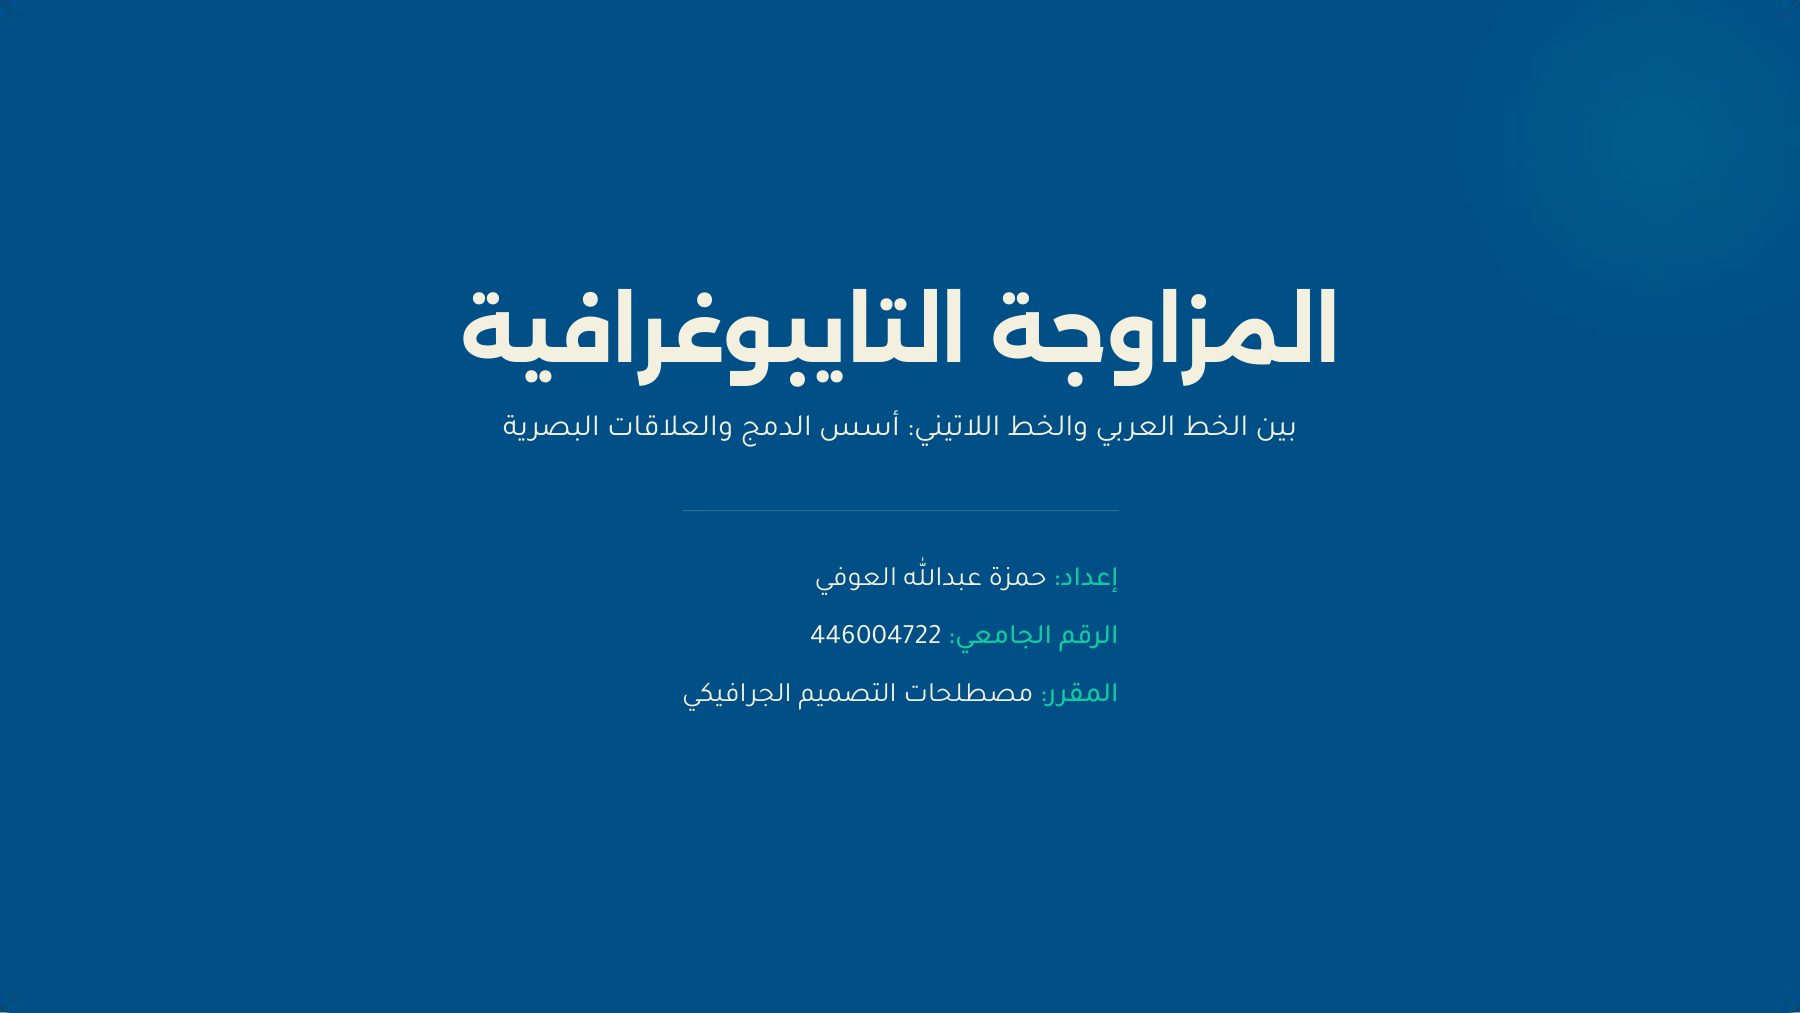 المزاوجة التايبوغرافية
بين الخط العربي والخط اللاتيني: أسس الدمج والعلاقات البصرية
إعداد: حمزة عبدالله العوفي
الرقم الجامعي: 446004722
المقرر: مصطلحات التصميم الجرافيكي